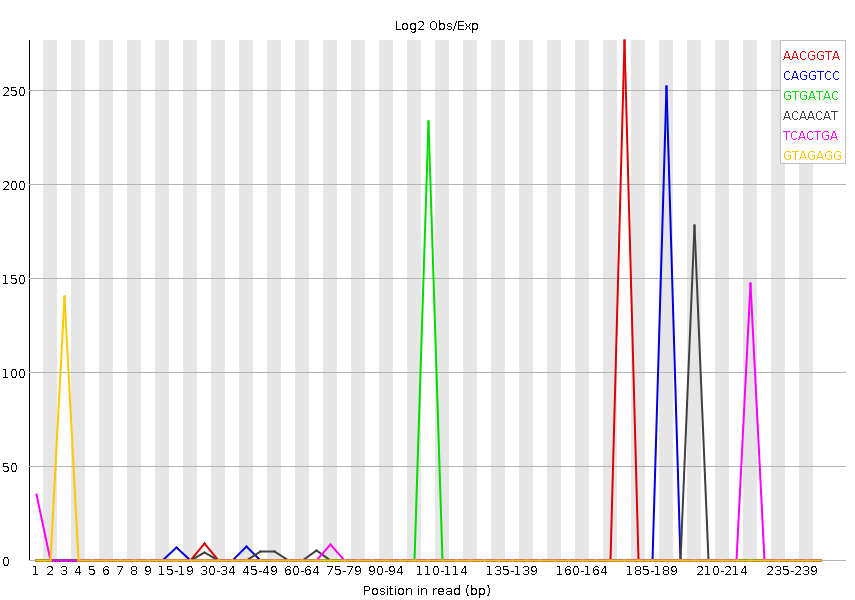 Log2 Obs/Exp
AACGGTA
CAGGTCC
GTGATAC
ACAACAT
TCACTGA
GTAGAGG
250
200
150
100
50
0
1 2 3 4 5 6 7 8 9 15-19 30-34 45-49 60-64 75-79 90-94 110-114 135-139 160-164 185-189 210-214 235-239
Position in read (bp)